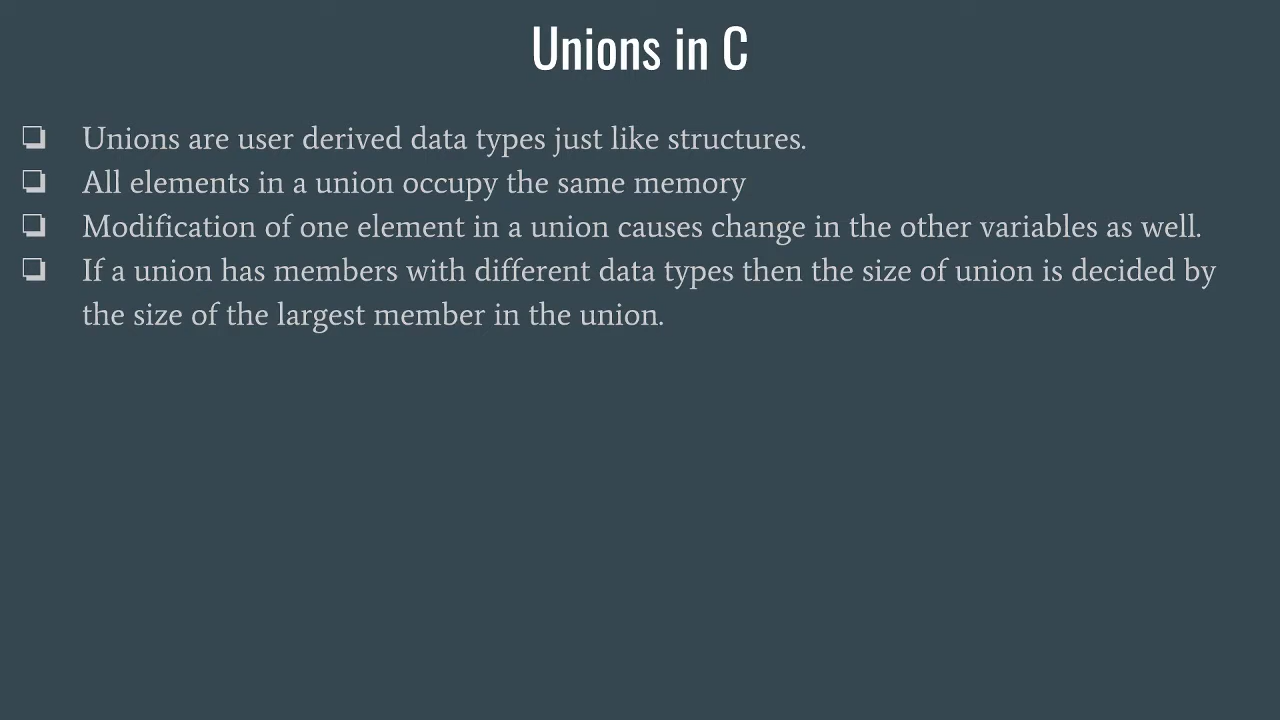 Unions in C
❏ Unions are user derived data types just like structures.
❏ All elements in a union occupy the same memory
❏ Modification of one element in a union causes change in the other variables as well.
❏ If a union has members with different data types then the size of union is decided by
the size of the largest member in the union.